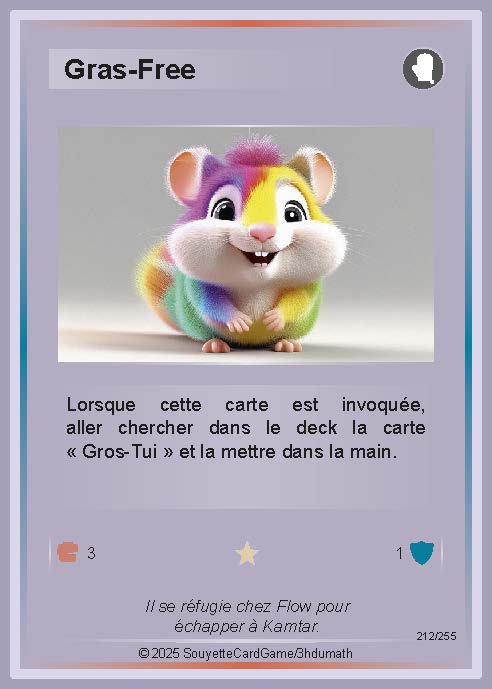 Gras-Free
Lorsque cette carte est invoquée,
aller chercher dans le deck la carte
« Gros-Tui » et la mettre dans la main.
3
1
Il se réfugie chez Flow pour
échapper à Kamtar.
212/255
© 2025 SouyetteCardGame/3hdumath